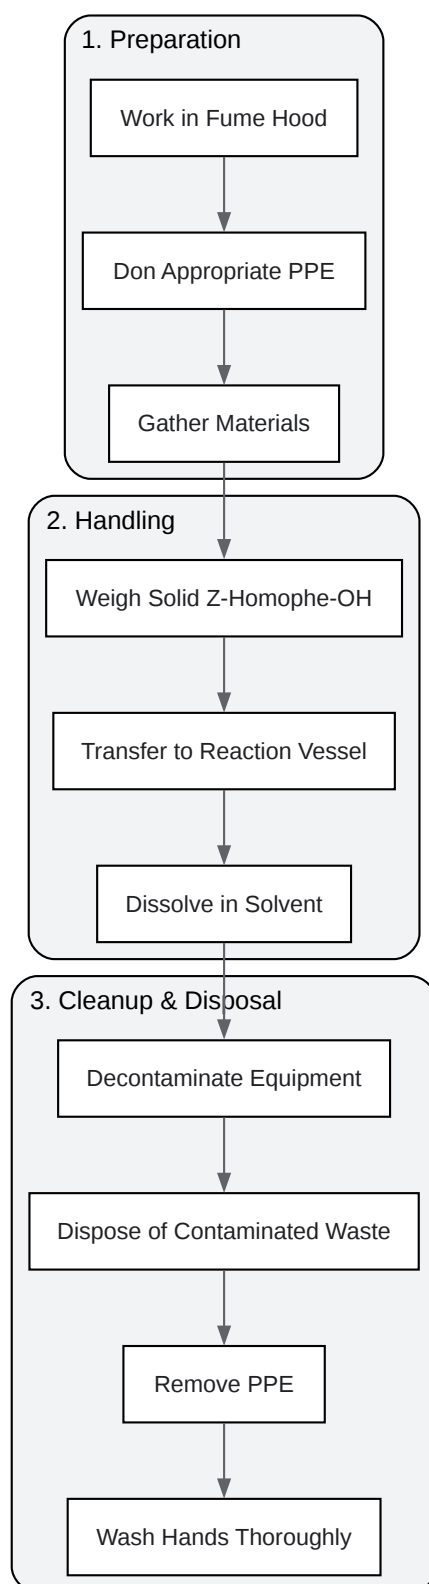 1. Preparation
Work in Fume Hood
Don Appropriate PPE
Gather Materials
2. Handling
Weigh Solid Z-Homophe-OH
Transfer to Reaction Vessel
Dissolve in Solvent
3. Cleanup & Disposal
Decontaminate Equipment
Dispose of Contaminated Waste
Remove PPE
Wash Hands Thoroughly